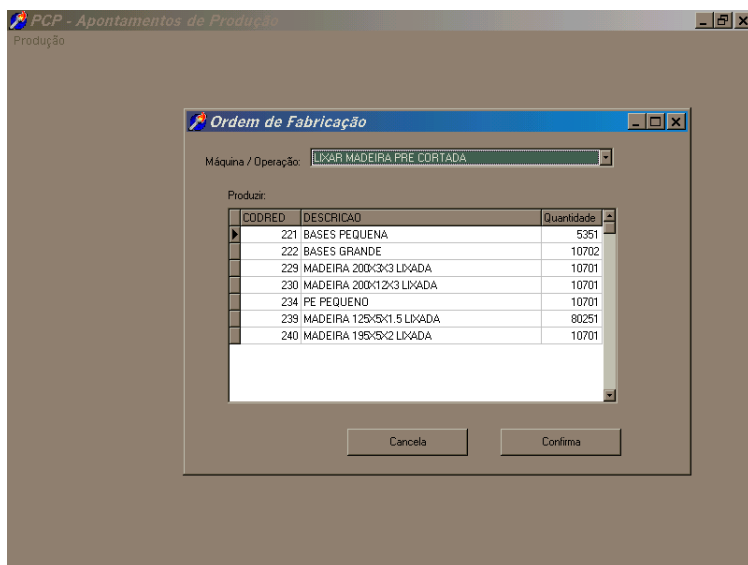 PCP - Apontamentos de Produção
Produção
Ordem de Fabricação
Máquina / Operação: LIXAR MADEIRA PRE CORTADA
Produzir:
CODRED DESCRICAO Quantidade
221 BASES PEQUENA 5351
222 BASES GRANDE 10702
229 MADEIRA 200X3X3 LIXADA 10701
230 MADEIRA 200X12X3 LIXADA 10701
234 PE PEQUENO 10701
239 MADEIRA 125X5X1.5 LIXADA 80251
240 MADEIRA 195X5X2 LIXADA 10701
Cancela Confirma